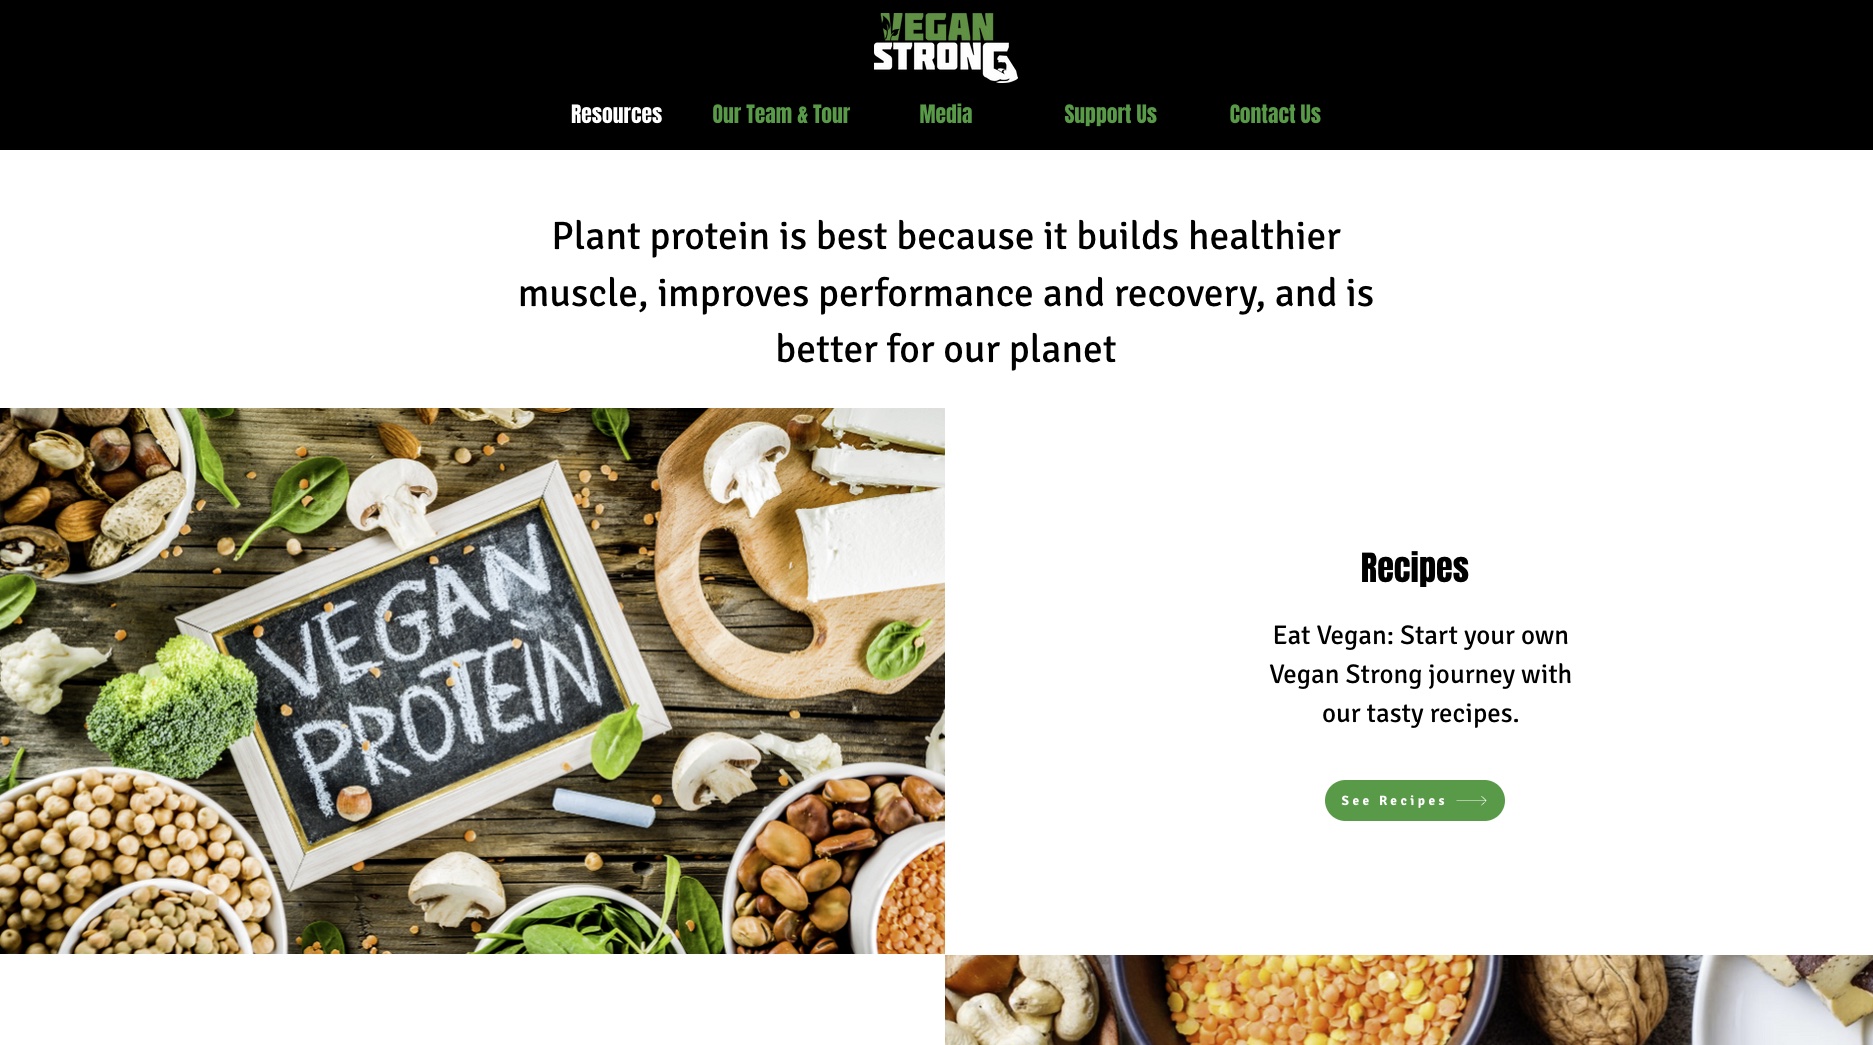 VEGAN
STRONG
Resources
Our Team & Tour
Media
Support Us
Contact Us
Plant protein is best because it builds healthier
muscle, improves performance and recovery, and is
better for our planet
VEGAN
PROTEIN
Recipes
Eat Vegan: Start your own
Vegan Strong journey with
our tasty recipes.
See Recipes